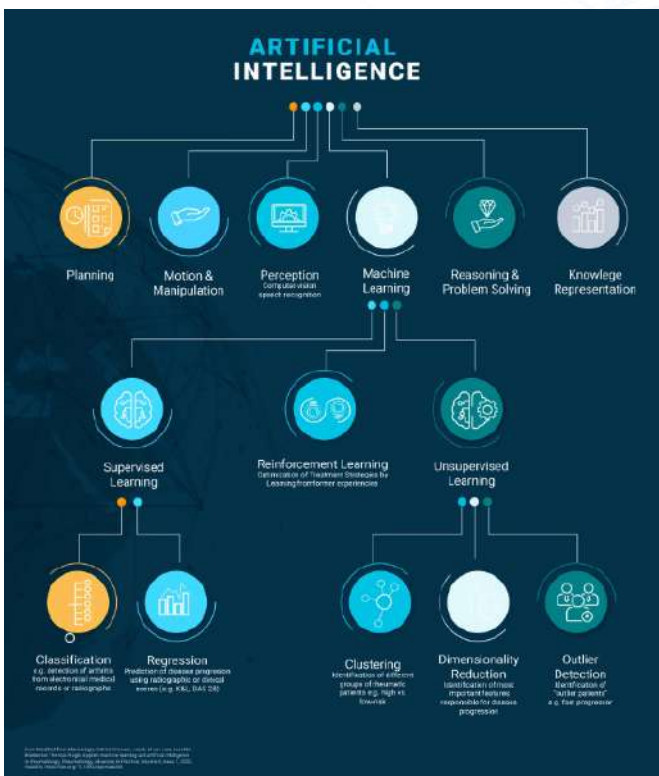 ARTIFICIAL
INTELLIGENCE
Planning
Motion &
Manipulation
Perception
Computer vision
speech recognition
Machine
Learning
Reasoning &
Problem Solving
Knowlege
Representation
Supervised
Learning
Reinforcement Learning
Optimization of Treatment Strategies by
Learning from former experiences
Unsupervised
Learning
Classification
e.g. detection of arthritis
from electronical medical
records or radiographs
Regression
Prediction of disease progression
using radiographic or clinical
scores (e.g. K&L, DAS 28)
Clustering
Identification of different
groups of rheumatic
patients e.g. high vs
low-risk
Dimensionality
Reduction
Identification of most
important features
responsible for disease
progression
Outlier
Detection
Identification of
"outlier patients"
e.g. fast progressor